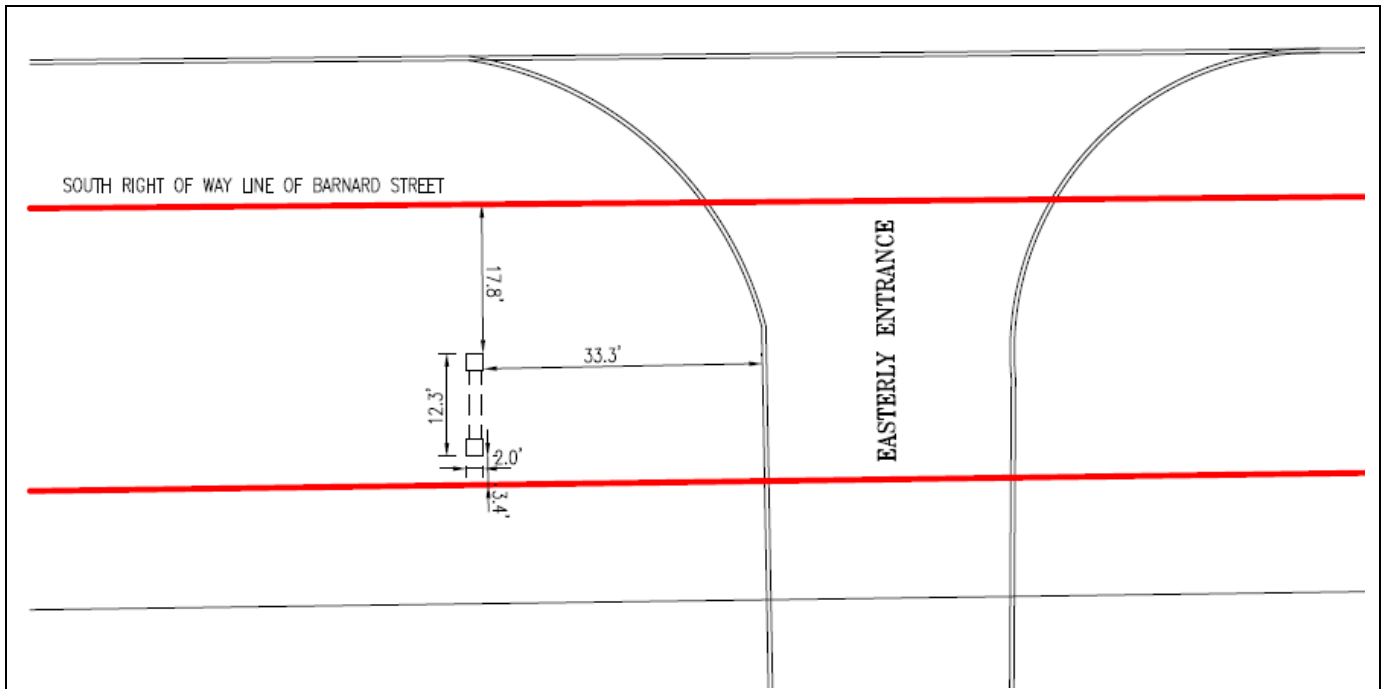 SOUTH RIGHT OF WAY LINE OF BARNARD STREET
17.8'
EASTERLY ENTRANCE
33.3'
12.3'
2.0'
3.4'